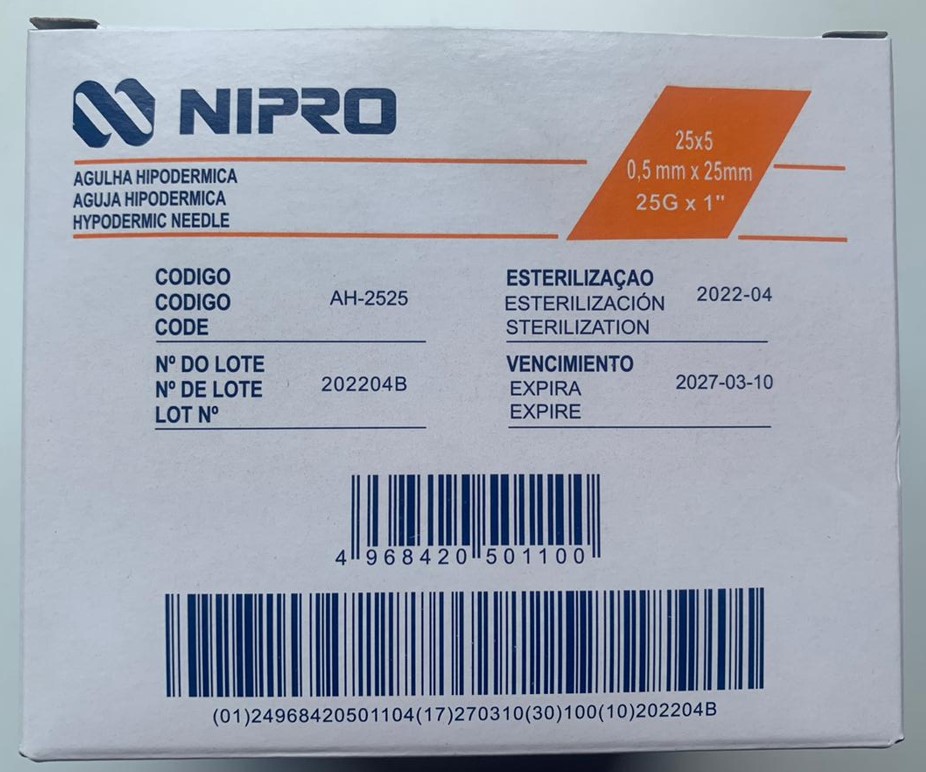 NIPRO
25x5
0,5 mm x 25mm
25G x 1"
AGULHA HIPODERMICA
AGUJA HIPODERMICA
HYPODERMIC NEEDLE
CODIGO
CODIGO
CODE
AH-2525
ESTERILIZAÇAO
ESTERILIZACIÓN
STERILIZATION
2022-04
Nº DO LOTE
Nº DE LOTE
LOT Nº
202204B
VENCIMIENTO
EXPIRA
EXPIRE
2027-03-10
4 968420 501100
(01)24968420501104(17)270310(30)100(10)202204B